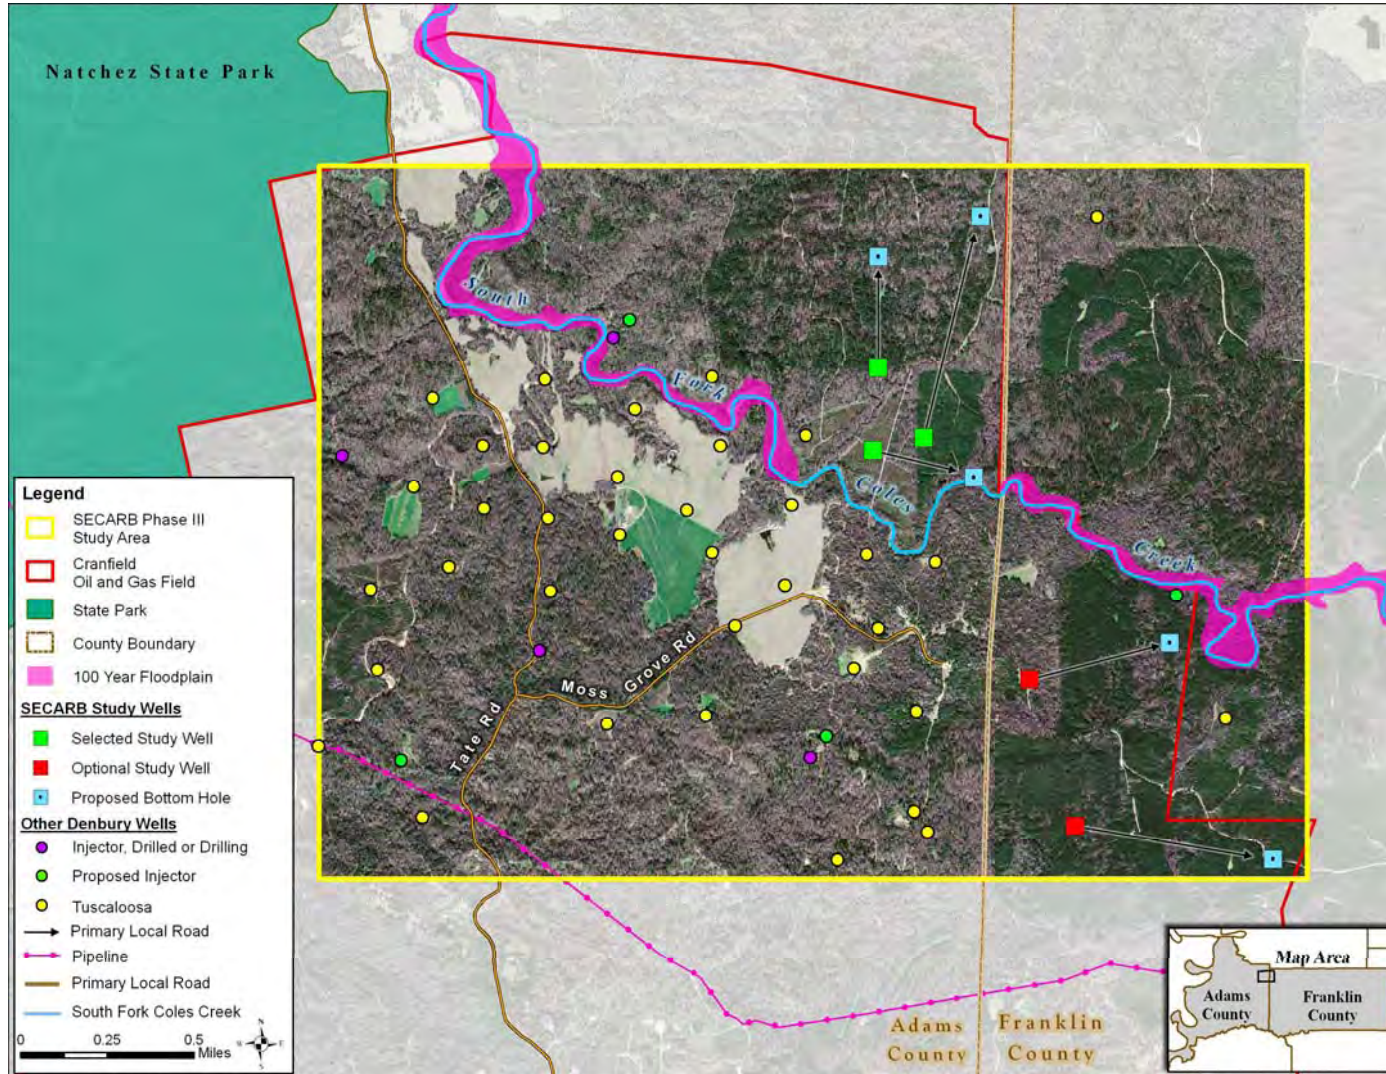 Natchez State Park
South
Fork
Coles
Creek
Moss Grove Rd
Tate Rd
Legend
SECARB Phase III
Study Area
Cranfield
Oil and Gas Field
State Park
County Boundary
100 Year Floodplain
SECARB Study Wells
Selected Study Well
Optional Study Well
Proposed Bottom Hole
Other Denbury Wells
Injector, Drilled or Drilling
Proposed Injector
Tuscaloosa
Primary Local Road
Pipeline
Primary Local Road
South Fork Coles Creek
0 0.25 0.5
Miles
N
W E
S
Adams
County
Franklin
County
Map Area
Adams
County
Franklin
County